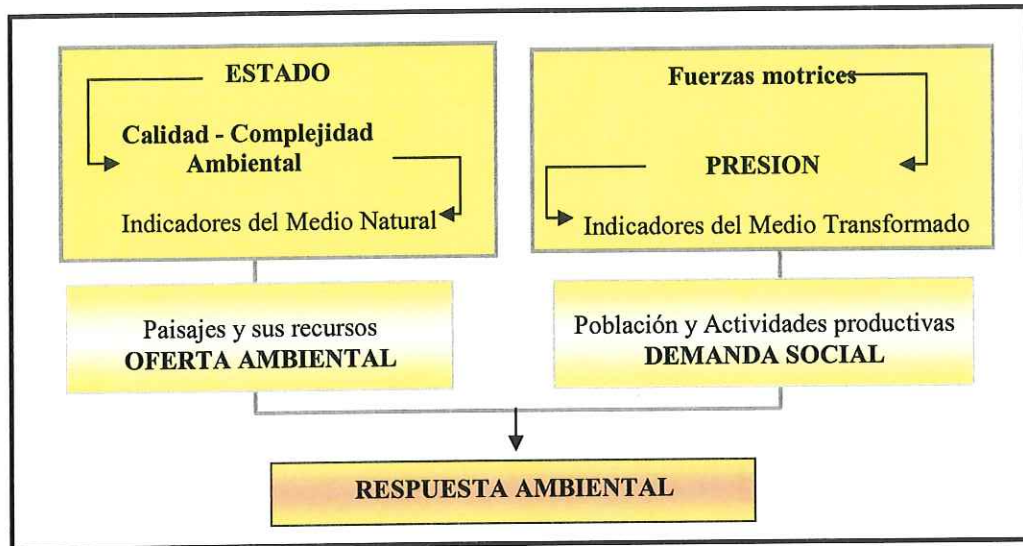 ESTADO
Calidad - Complejidad
Ambiental
Indicadores del Medio Natural
Fuerzas motrices
PRESION
Indicadores del Medio Transformado
Paisajes y sus recursos
OFERTA AMBIENTAL
Población y Actividades productivas
DEMANDA SOCIAL
RESPUESTA AMBIENTAL